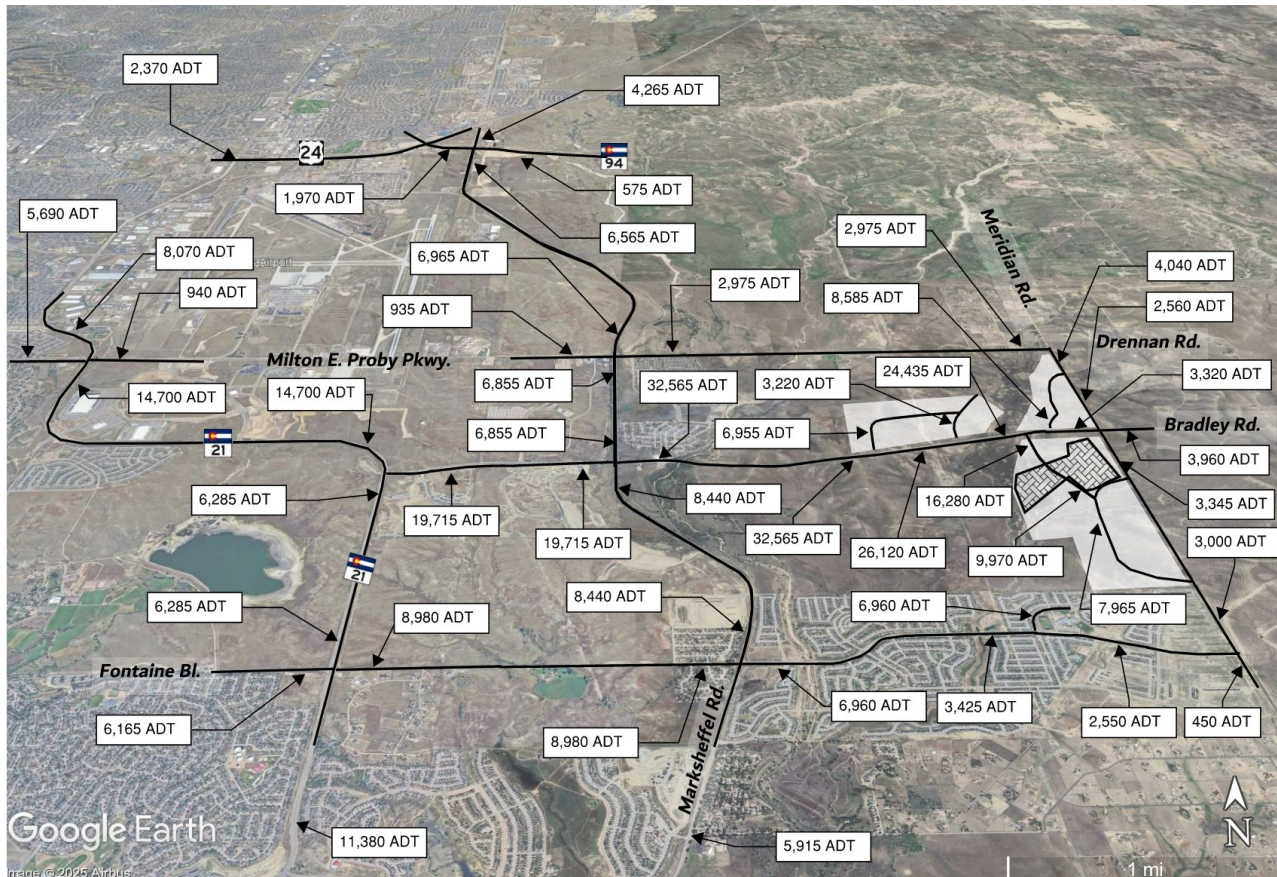 2,370 ADT
4,265 ADT
24
94
1,970 ADT
575 ADT
5,690 ADT
6,565 ADT
2,975 ADT
Meridian Rd.
8,070 ADT
6,965 ADT
Airport
4,040 ADT
2,975 ADT
8,585 ADT
940 ADT
935 ADT
2,560 ADT
Milton E. Proby Pkwy.
Drennan Rd.
6,855 ADT
32,565 ADT
3,220 ADT
24,435 ADT
3,320 ADT
14,700 ADT
14,700 ADT
6,855 ADT
6,955 ADT
Bradley Rd.
21
3,960 ADT
6,285 ADT
8,440 ADT
16,280 ADT
3,345 ADT
19,715 ADT
19,715 ADT
32,565 ADT
26,120 ADT
9,970 ADT
3,000 ADT
21
6,285 ADT
8,440 ADT
6,960 ADT
7,965 ADT
8,980 ADT
Fontaine Bl.
6,165 ADT
8,980 ADT
Marksheffel Rd.
6,960 ADT
3,425 ADT
2,550 ADT
450 ADT
Google Earth
11,380 ADT
5,915 ADT
N
1 mi
mage © 2025 Airbus